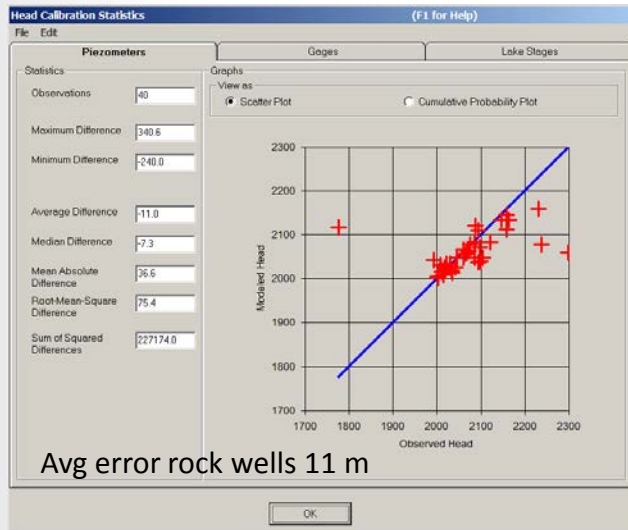 Head Calibration Statistics (F1 for Help)
File Edit
Piezometers Gages Lake Stages
Statistics
Observations 40
Maximum Difference 340.6
Minimum Difference -240.0
Average Difference -11.0
Median Difference -7.3
Mean Absolute
Difference 36.6
Root-Mean-Square
Difference 75.4
Sum of Squared
Differences 227174.0
Graphs
View as
Scatter Plot Cumulative Probability Plot
2300
2200
2100
2000
1900
1800
1700
Modeled Head
1700 1800 1900 2000 2100 2200 2300
Observed Head
Avg error rock wells 11 m
OK